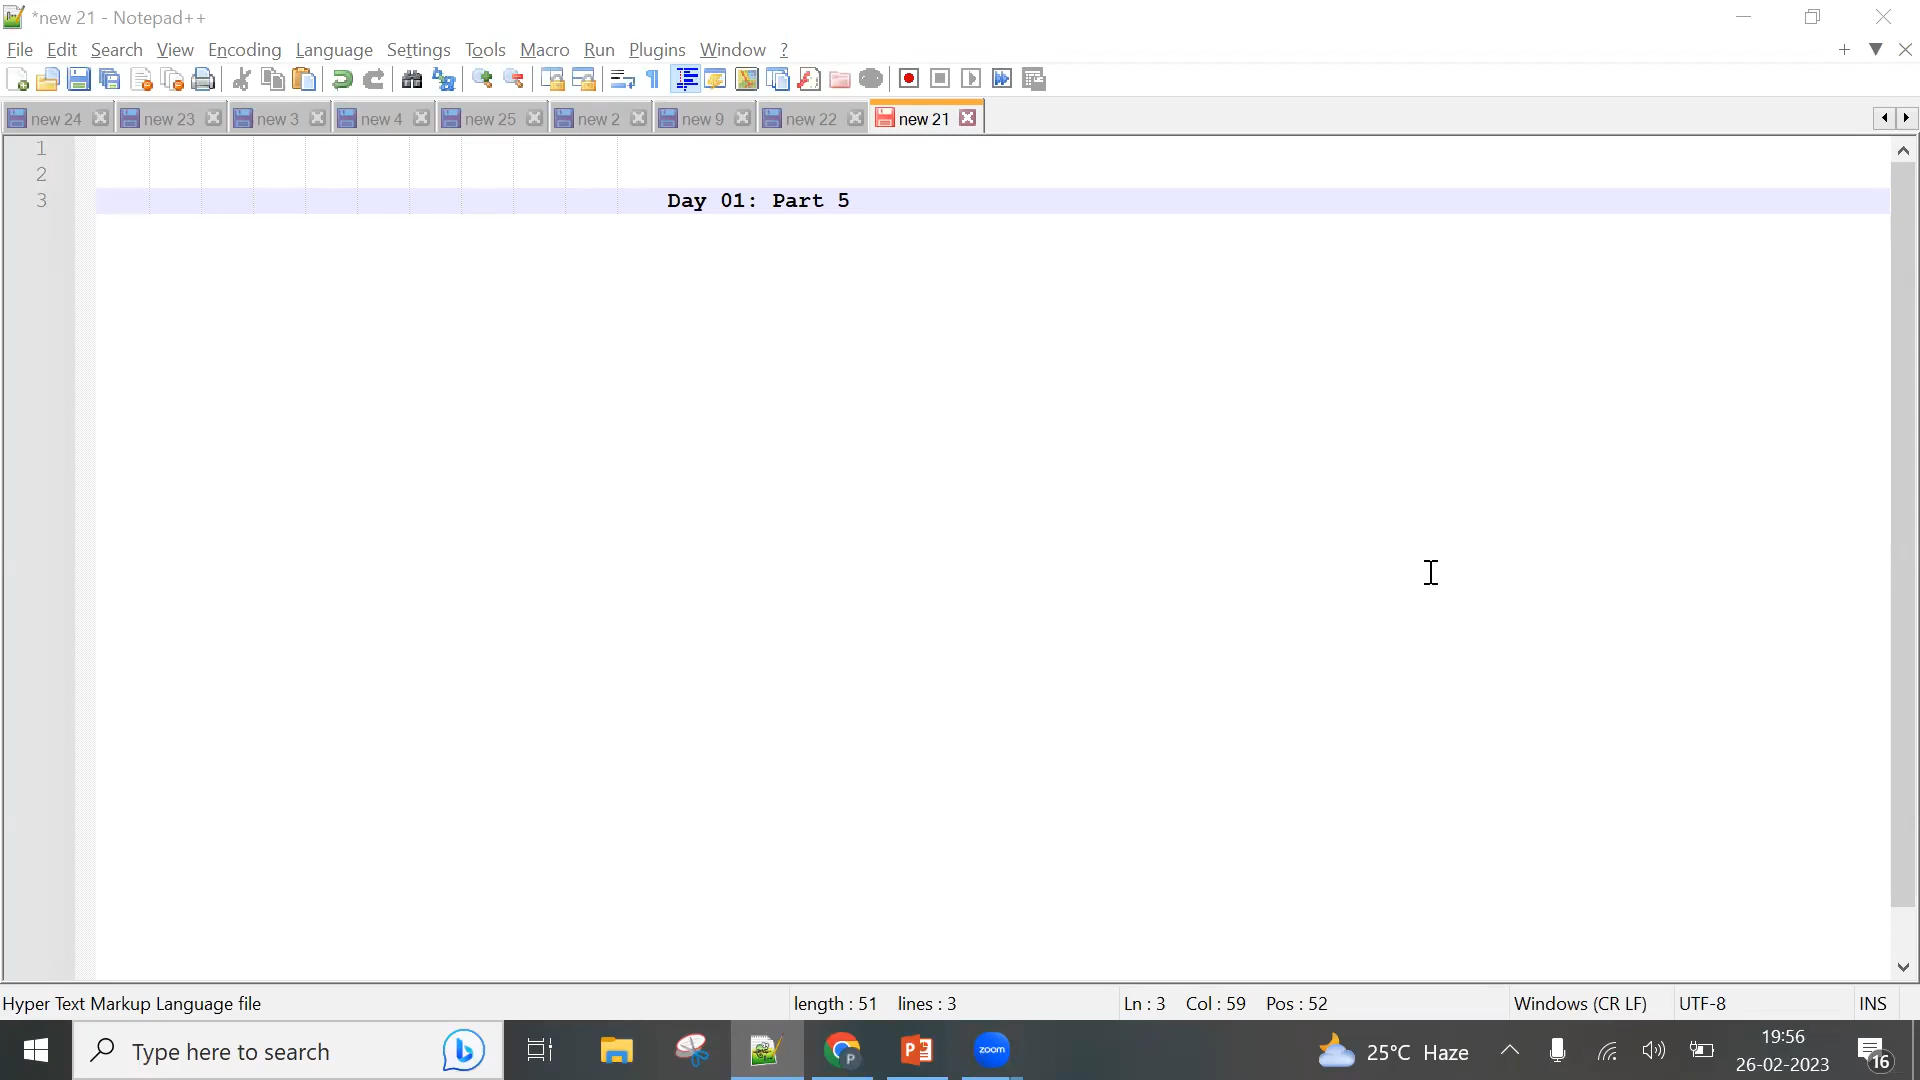 *new 21 - Notepad++
File Edit Search View Encoding Language Settings Tools Macro Run Plugins Window ?
new 24 new 23 new 3 new 4 new 25 new 2 new 9 new 22 new 21
1
2
3 Day 01: Part 5
Hyper Text Markup Language file length : 51 lines : 3 Ln : 3 Col : 59 Pos : 52 Windows (CR LF) UTF-8 INS
Type here to search zoom 25°C Haze 19:56
26-02-2023 16